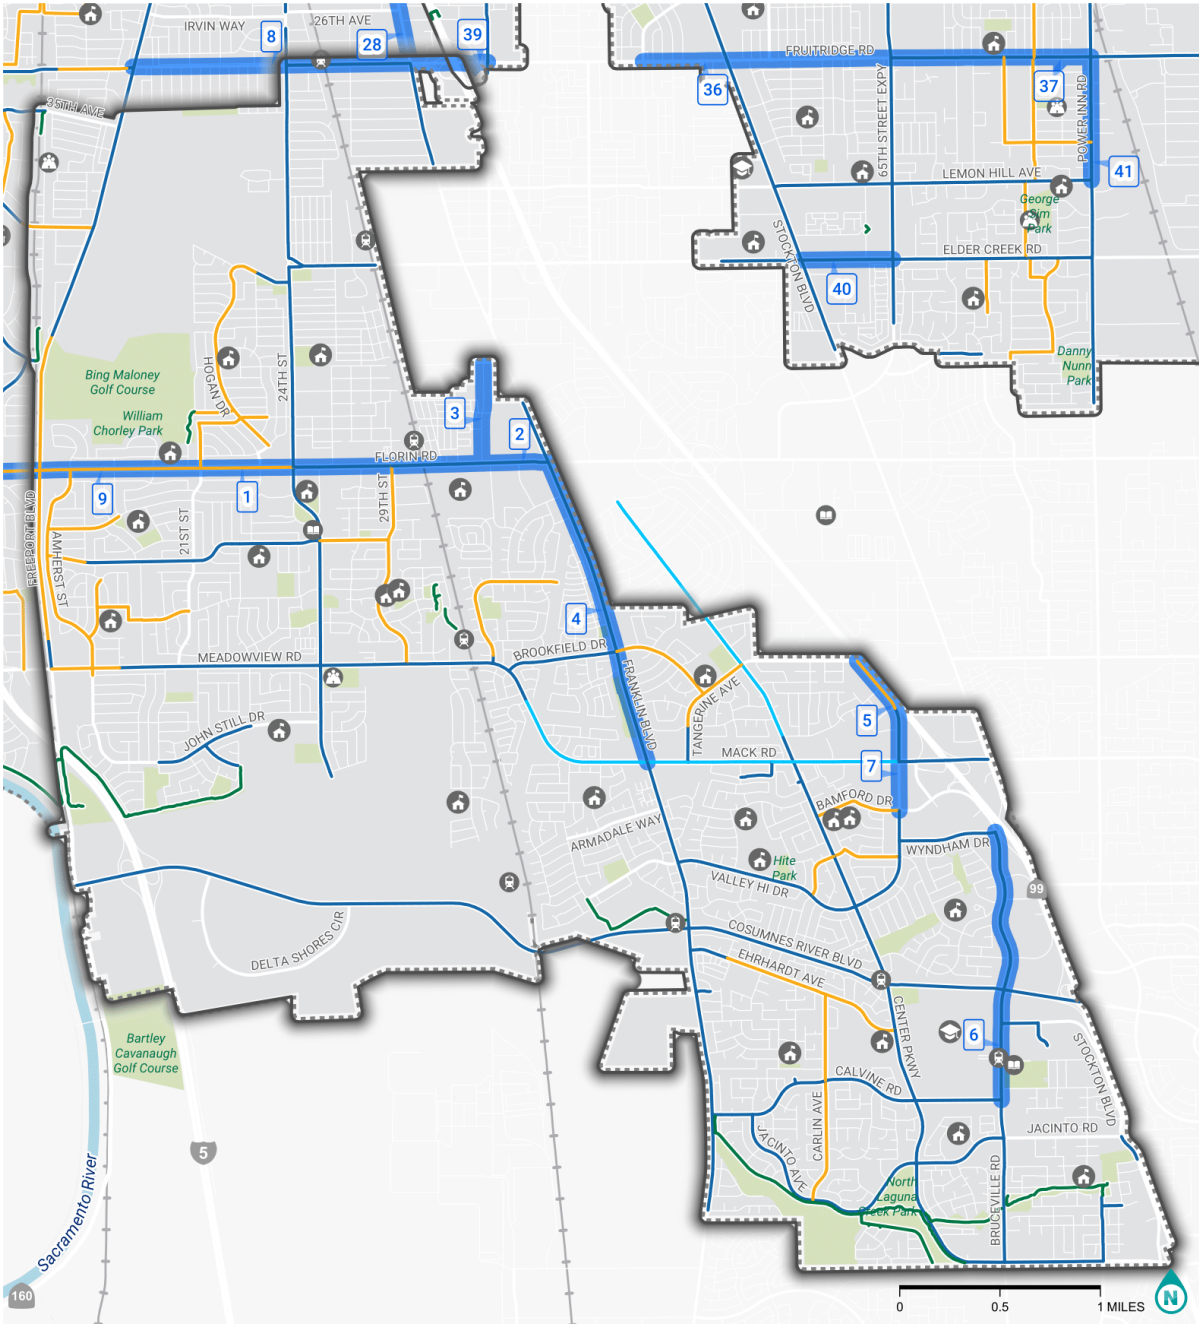 IRVIN WAY
26TH AVE
8
28
39
35TH AVE
FRUITRIDGE RD
36
37
65TH STREET EXPY
POWER INN RD
LEMON HILL AVE
41
George
Sim
Park
STOCKTON BLVD
ELDER CREEK RD
40
Danny
Nunn
Park
Bing Maloney
Golf Course
HOGAN DR
24TH ST
William
Chorley Park
3
2
FLORIN RD
9
1
29TH ST
21ST ST
FREEPORT BLVD
AMHERST ST
4
BROOKFIELD DR
MEADOWVIEW RD
FRANKLIN BLVD
TANGERINE AVE
JOHN STILL DR
5
MACK RD
7
BAMFORD DR
ARMADALE WAY
WYNDHAM DR
Hite
Park
VALLEY HI DR
99
DELTA SHORES CIR
COSUMNES RIVER BLVD
EHRHARDT AVE
CENTER PKWY
6
Bartley
Cavanaugh
Golf Course
STOCKTON BLVD
CALVINE RD
CARLIN AVE
JACINTO AVE
JACINTO RD
5
North
Laguna
Creek Park
BRUCEVILLE RD
Sacramento River
160
N
0
0.5
1 MILES